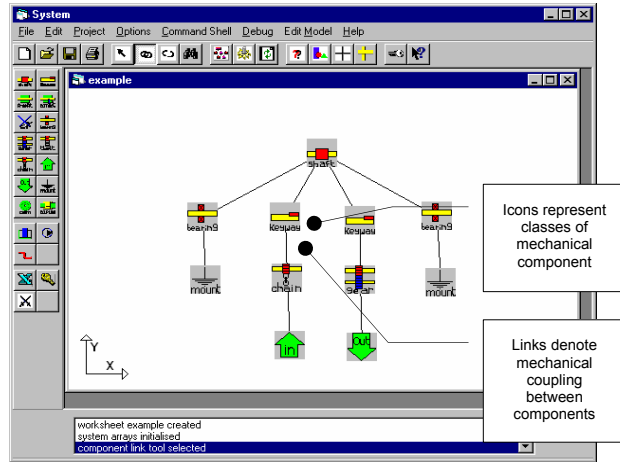 System
File Edit Project Options Command Shell Debug Edit Model Help
example
shaft
bearing
keyway
keyway
bearing
mount
chain
gear
mount
in
out
Y
X
Icons represent
classes of
mechanical
component
Links denote
mechanical
coupling
between
components
worksheet example created
system arrays initialised
component link tool selected